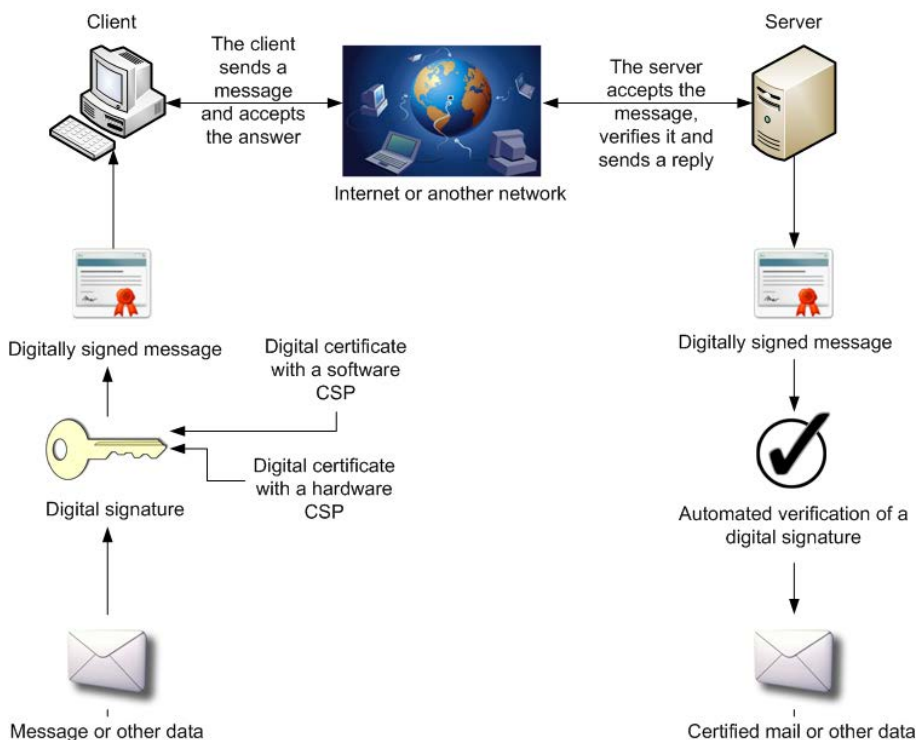 Client
Server
The client
sends a
message
and accepts
the answer
The server
accepts the
message,
verifies it and
sends a reply
Internet or another network
Digitally signed message
Digital certificate
with a software
CSP
Digital certificate
with a hardware
CSP
Digital signature
Message or other data
Digitally signed message
Automated verification of a
digital signature
Certified mail or other data